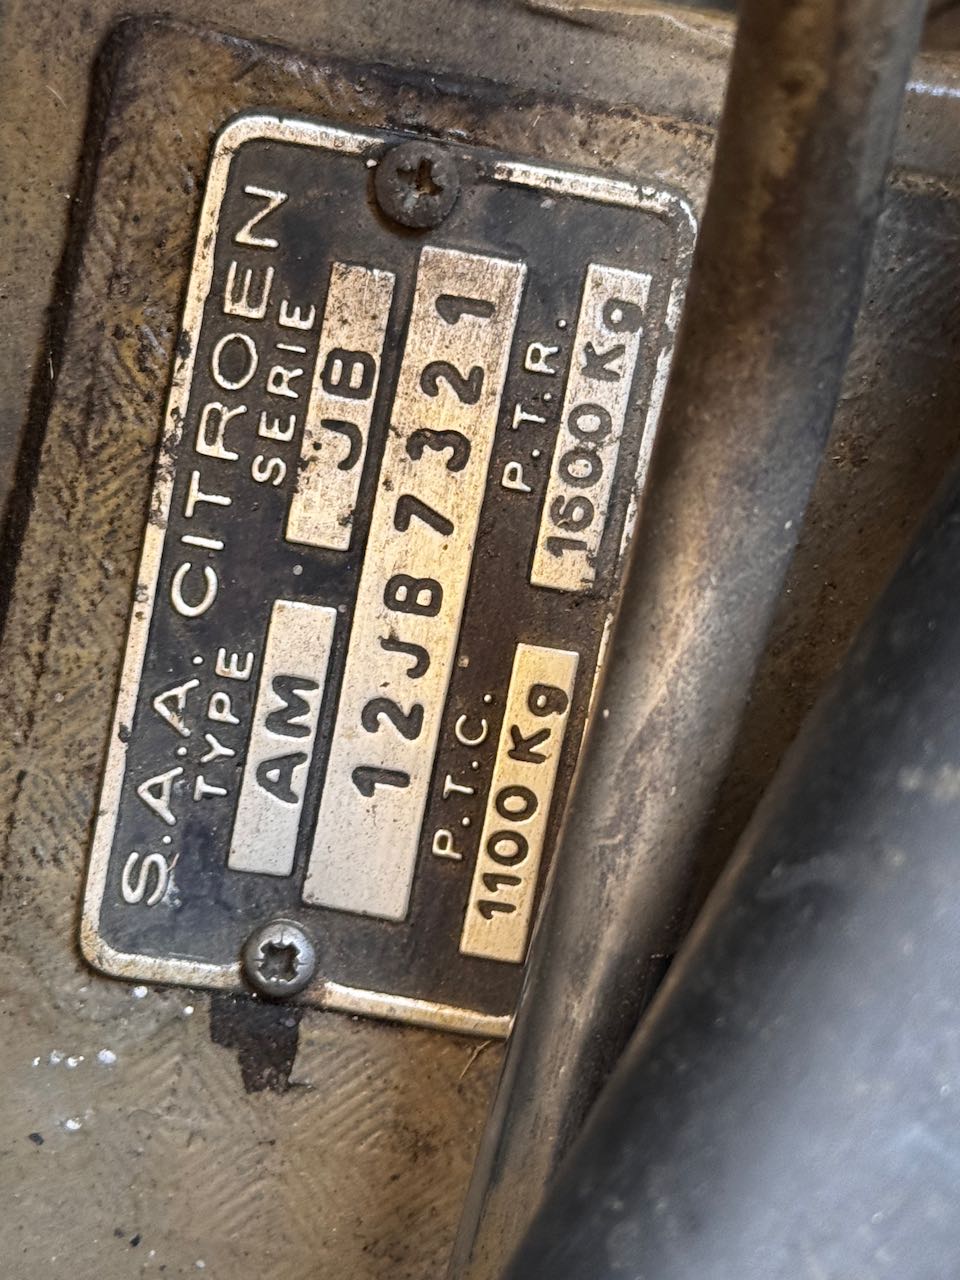 S.A.A. CITROEN
TYPE SERIE
AM JB
12JB7321
P.T.C. P.T.R.
1100 Kg 1600 Kg